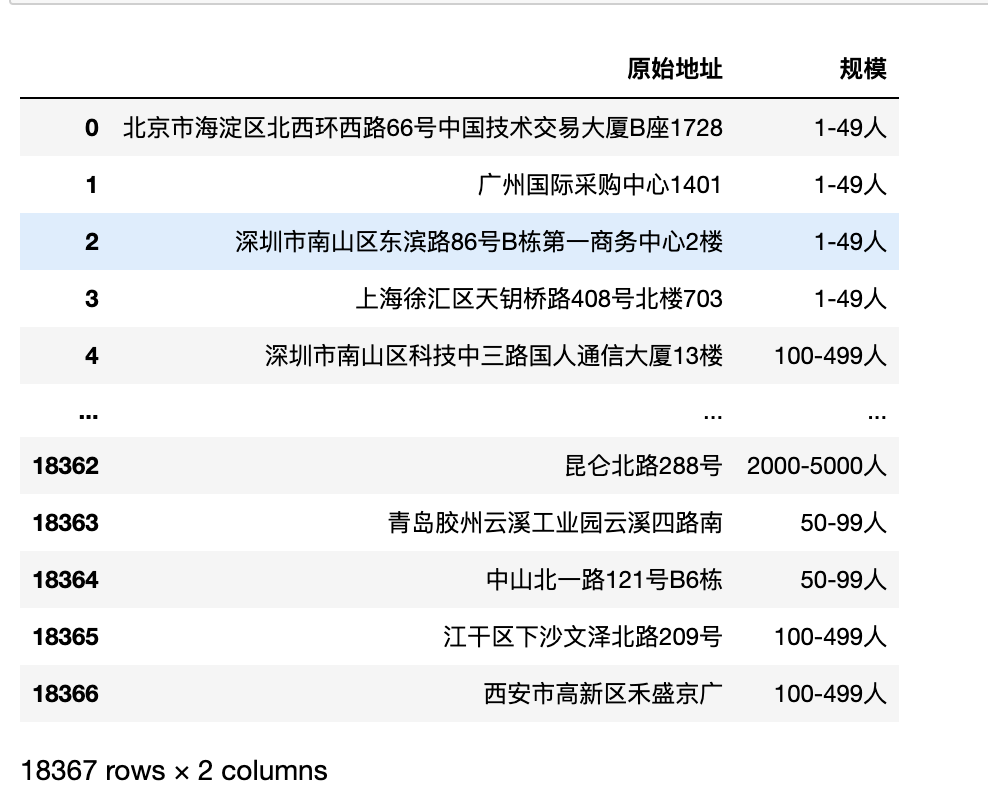 原始地址 规模
0 北京市海淀区北西环西路66号中国技术交易大厦B座1728 1-49人
1 广州国际采购中心1401 1-49人
2 深圳市南山区东滨路86号B栋第一商务中心2楼 1-49人
3 上海徐汇区天钥桥路408号北楼703 1-49人
4 深圳市南山区科技中三路国人通信大厦13楼 100-499人
... ... ...
18362 昆仑北路288号 2000-5000人
18363 青岛胶州云溪工业园云溪四路南 50-99人
18364 中山北一路121号B6栋 50-99人
18365 江干区下沙文泽北路209号 100-499人
18366 西安市高新区禾盛京广 100-499人
18367 rows × 2 columns